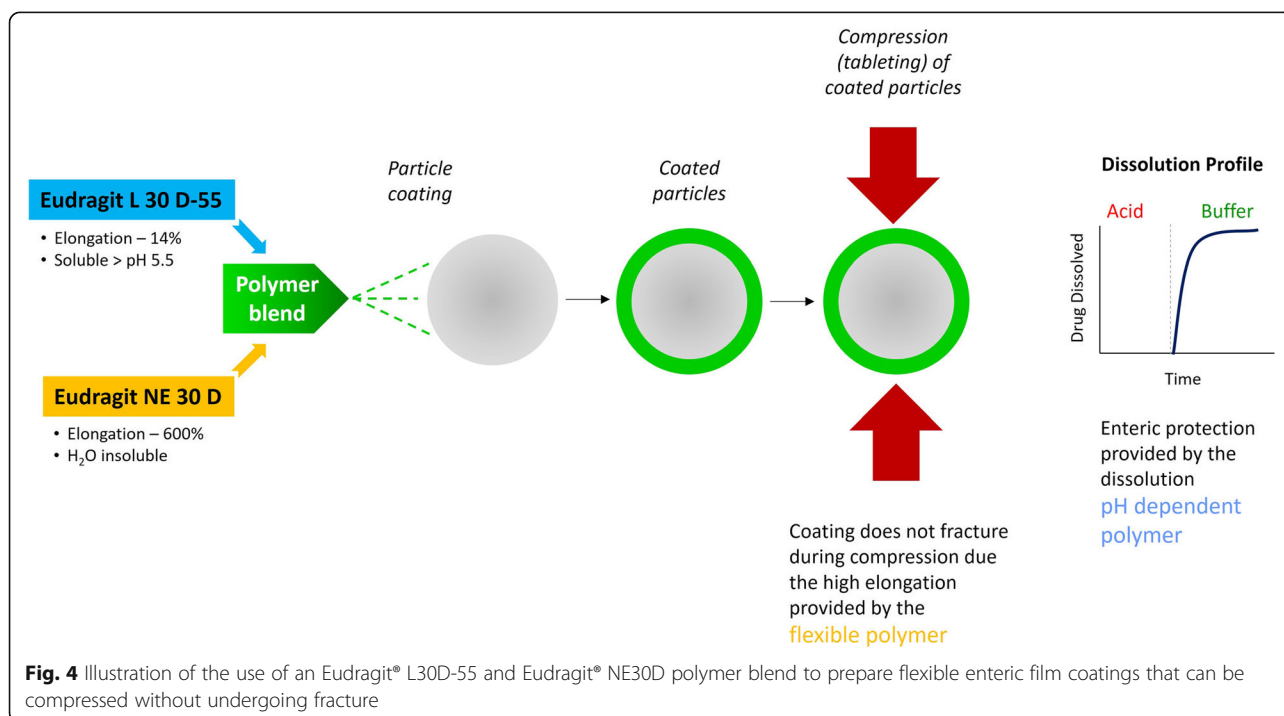 Eudragit L 30 D-55
• Elongation – 14%
• Soluble > pH 5.5
Polymer
blend
Eudragit NE 30 D
• Elongation – 600%
• H₂O insoluble
Particle
coating
Coated
particles
Compression
(tableting) of
coated particles
Coating does not fracture
during compression due
the high elongation
provided by the
flexible polymer
Dissolution Profile
Acid
Buffer
Drug Dissolved
Time
Enteric protection
provided by the
dissolution
pH dependent
polymer
Fig. 4 Illustration of the use of an Eudragit® L30D-55 and Eudragit® NE30D polymer blend to prepare flexible enteric film coatings that can be
compressed without undergoing fracture